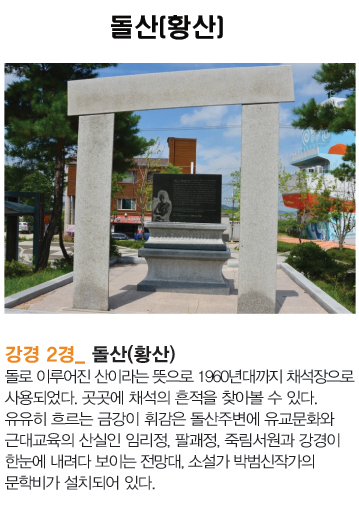 돌산(황산)
강경 2경_ 돌산(황산)
돌로 이루어진 산이라는 뜻으로 1960년대까지 채석장으로
사용되었다. 곳곳에 채석의 흔적을 찾아볼 수 있다.
유유히 흐르는 금강이 휘감은 돌산주변에 유교문화와
근대교육의 산실인 임리정, 팔괘정, 죽림서원과 강경이
한눈에 내려다 보이는 전망대, 소설가 박범신작가의
문학비가 설치되어 있다.